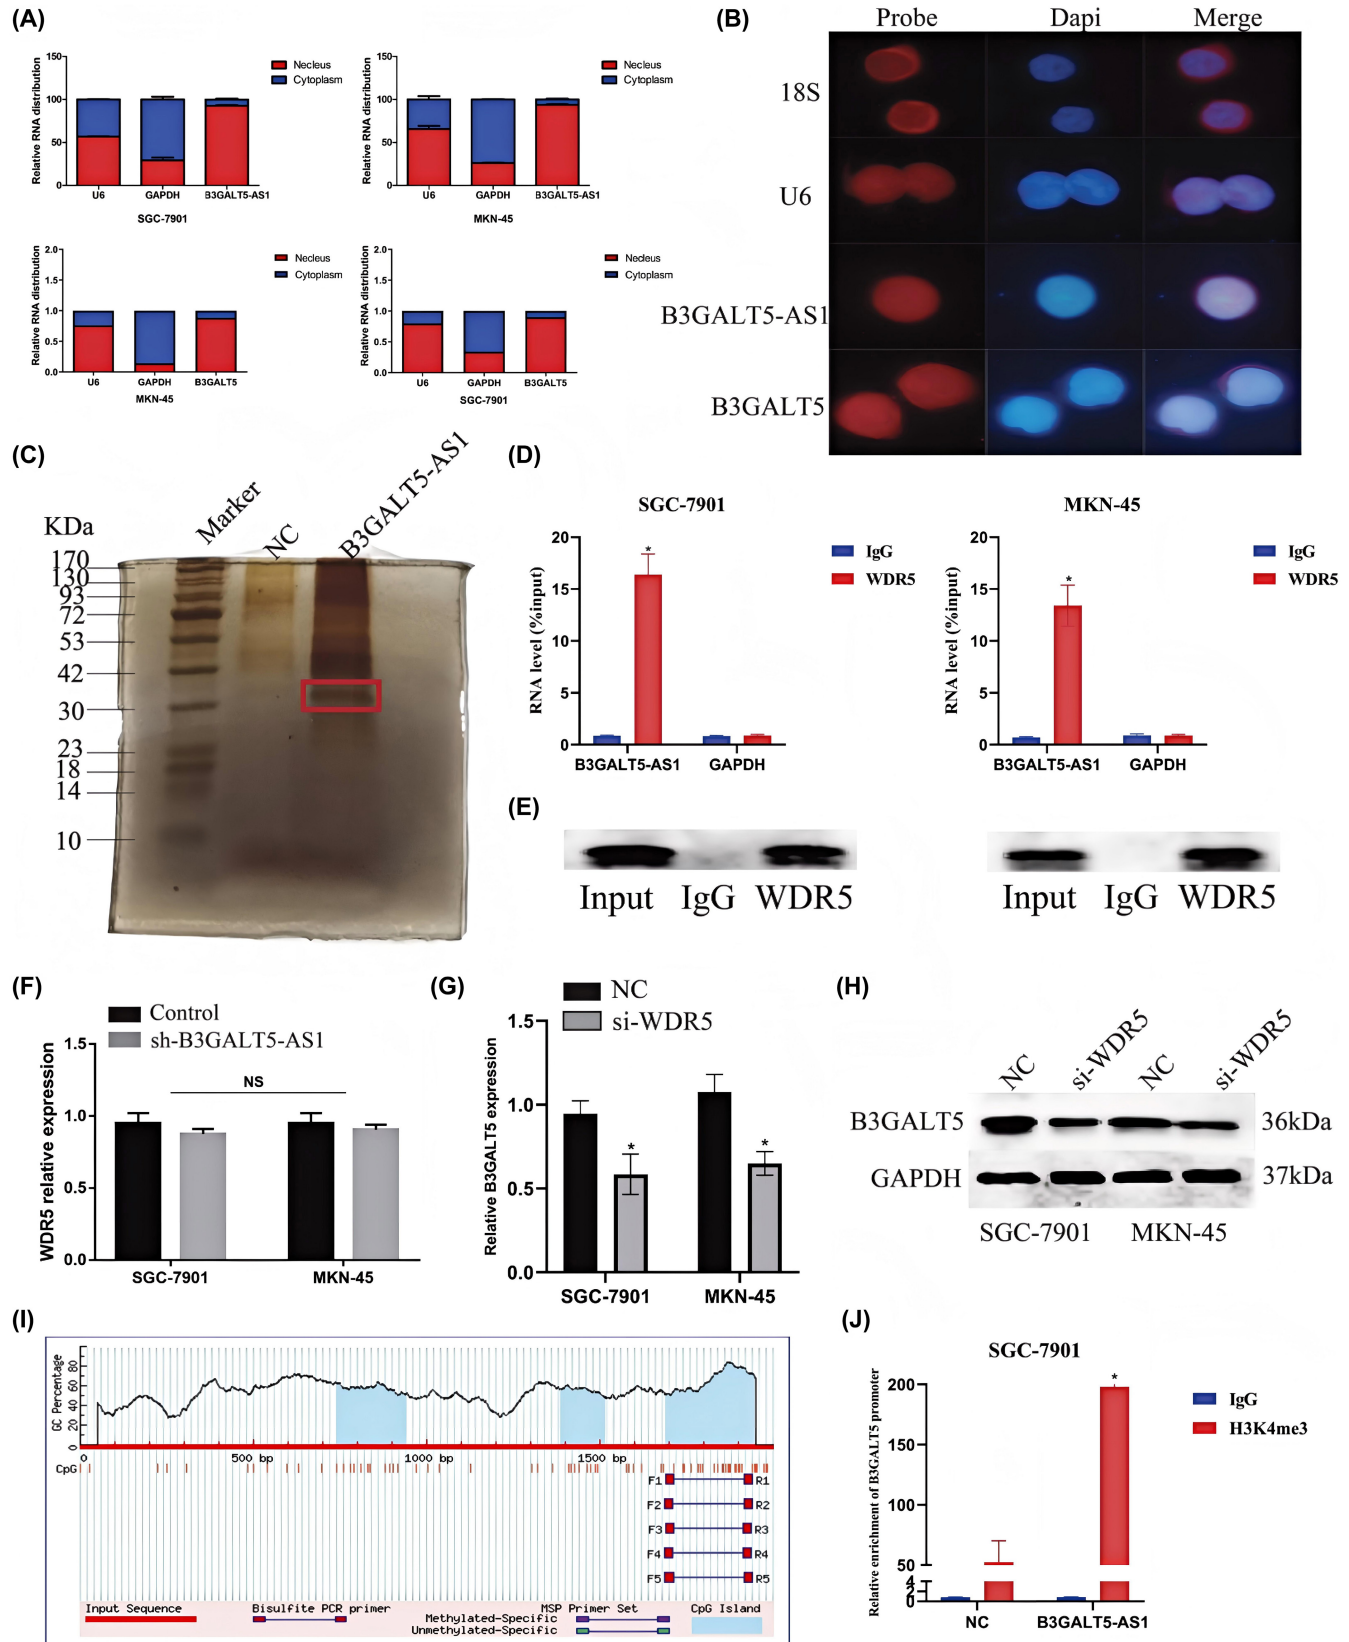 (A)
150
100
50
0
Relative RNA distribution
U6
GAPDH
B3GALT5-AS1
SGC-7901
Nucleus
Cytoplasm
150
100
50
0
Relative RNA distribution
U6
GAPDH
B3GALT5-AS1
MKN-45
Nucleus
Cytoplasm
2.0
1.5
1.0
0.5
0.0
Relative RNA distribution
U6
GAPDH
B3GALT5
MKN-45
Nucleus
Cytoplasm
2.0
1.5
1.0
0.5
0.0
Relative RNA distribution
U6
GAPDH
B3GALT5
SGC-7901
Nucleus
Cytoplasm
(B)
Probe
Dapi
Merge
18S
U6
B3GALT5-AS1
B3GALT5
(C)
KDa
Marker
NC
B3GALT5-AS1
170
130
93
72
53
42
30
23
18
14
10
(D)
SGC-7901
20
15
10
5
0
RNA level (%input)
*
B3GALT5-AS1
GAPDH
IgG
WDR5
MKN-45
20
15
10
5
0
RNA level (%input)
*
B3GALT5-AS1
GAPDH
IgG
WDR5
(E)
Input IgG WDR5
Input IgG WDR5
(F)
Control
sh-B3GALT5-AS1
1.5
1.0
0.5
0.0
WDR5 relative expression
NS
SGC-7901
MKN-45
(G)
NC
si-WDR5
1.5
1.0
0.5
0.0
Relative B3GALT5 expression
*
*
SGC-7901
MKN-45
(H)
NC
si-WDR5
NC
si-WDR5
B3GALT5
36kDa
GAPDH
37kDa
SGC-7901
MKN-45
(I)
GC Percentage
80
60
40
20
0
0
500 bp
1000 bp
1500 bp
CpG
F1
R1
F2
R2
F3
R3
F4
R4
F5
R5
Input Sequence
Bisulfite PCR primer
MSP Primer Set
CpG Island
Methylated-Specific
Unmethylated-Specific
(J)
SGC-7901
200
150
100
50
4
2
0
Relative enrichment of B3GALT5 promoter
*
NC
B3GALT5-AS1
IgG
H3K4me3